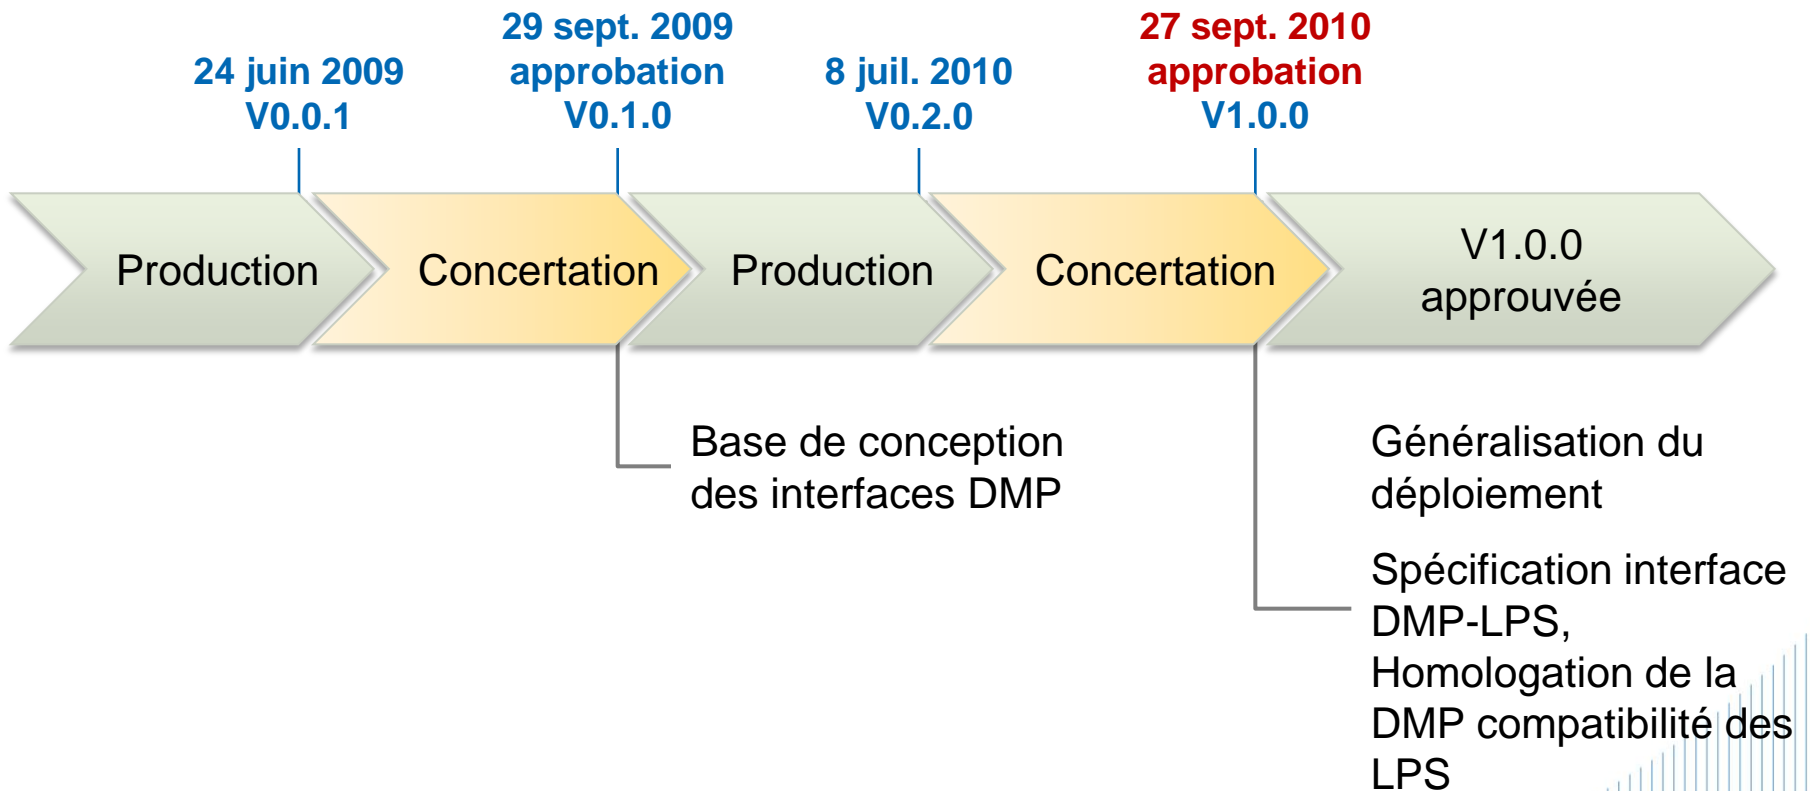 24 juin 2009
V0.0.1
29 sept. 2009
approbation
V0.1.0
8 juil. 2010
V0.2.0
27 sept. 2010
approbation
V1.0.0
Production
Concertation
Production
Concertation
V1.0.0
approuvée
Base de conception
des interfaces DMP
Généralisation du
déploiement
Spécification interface
DMP-LPS,
Homologation de la
DMP compatibilité des
LPS